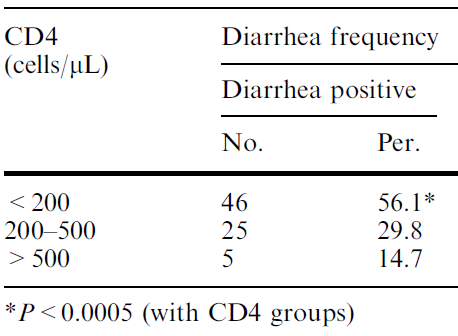 CD4 Diarrhea frequency
(cells/μL)
Diarrhea positive
No. Per.
< 200 46 56.1*
200–500 25 29.8
> 500 5 14.7
*P < 0.0005 (with CD4 groups)